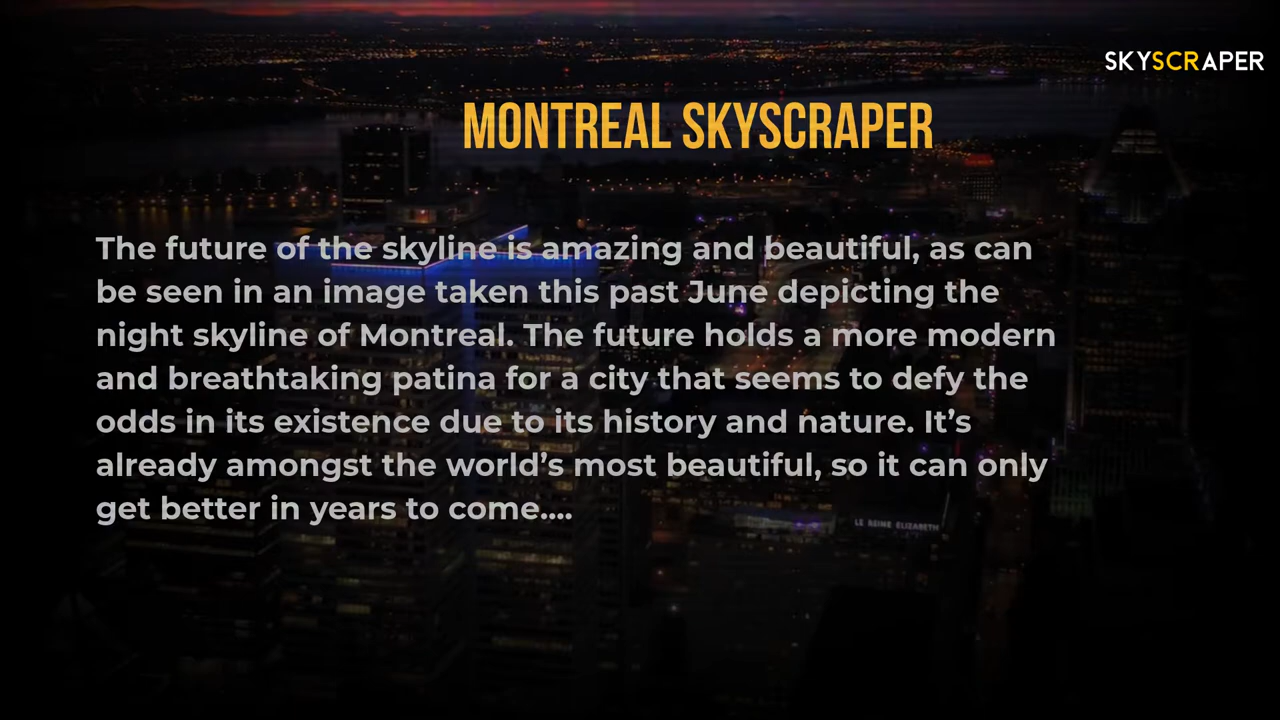 SKYSCRAPER
MONTREAL SKYSCRAPER
The future of the skyline is amazing and beautiful, as can
be seen in an image taken this past June depicting the
night skyline of Montreal. The future holds a more modern
and breathtaking patina for a city that seems to defy the
odds in its existence due to its history and nature. It’s
already amongst the world’s most beautiful, so it can only
get better in years to come....
LE REINE ELIZABETH